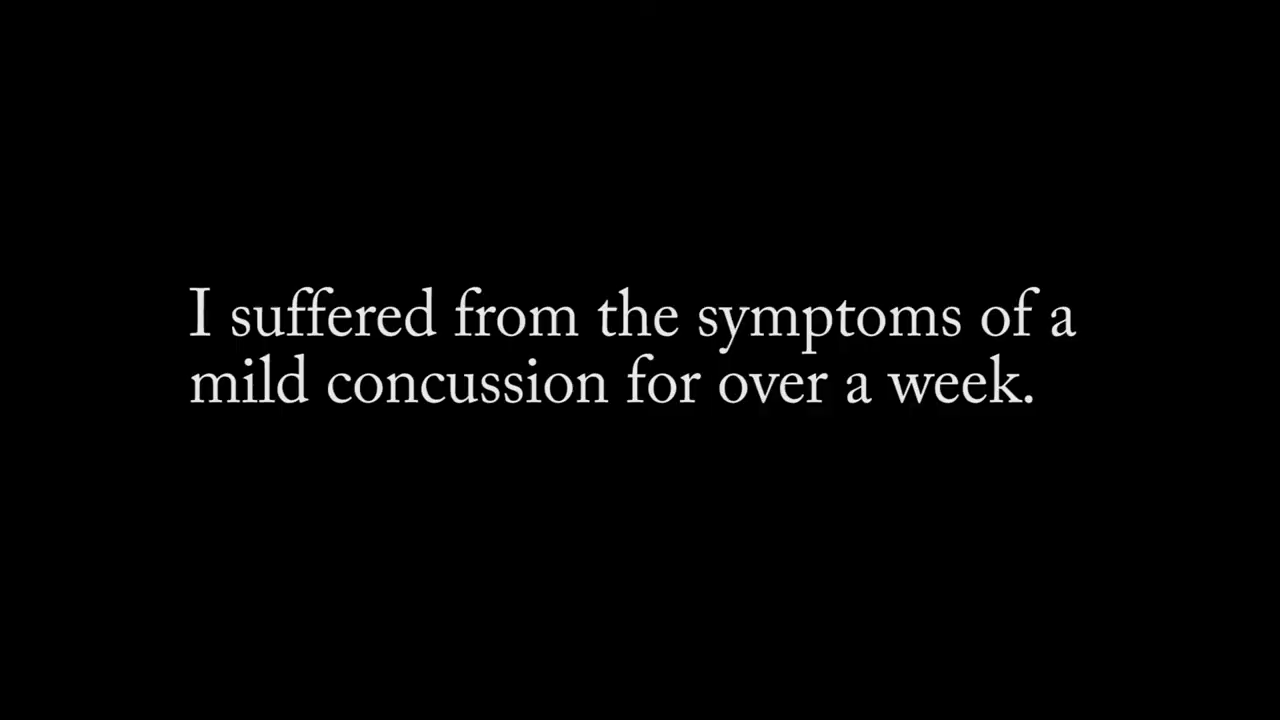 I suffered from the symptoms of a
mild concussion for over a week.